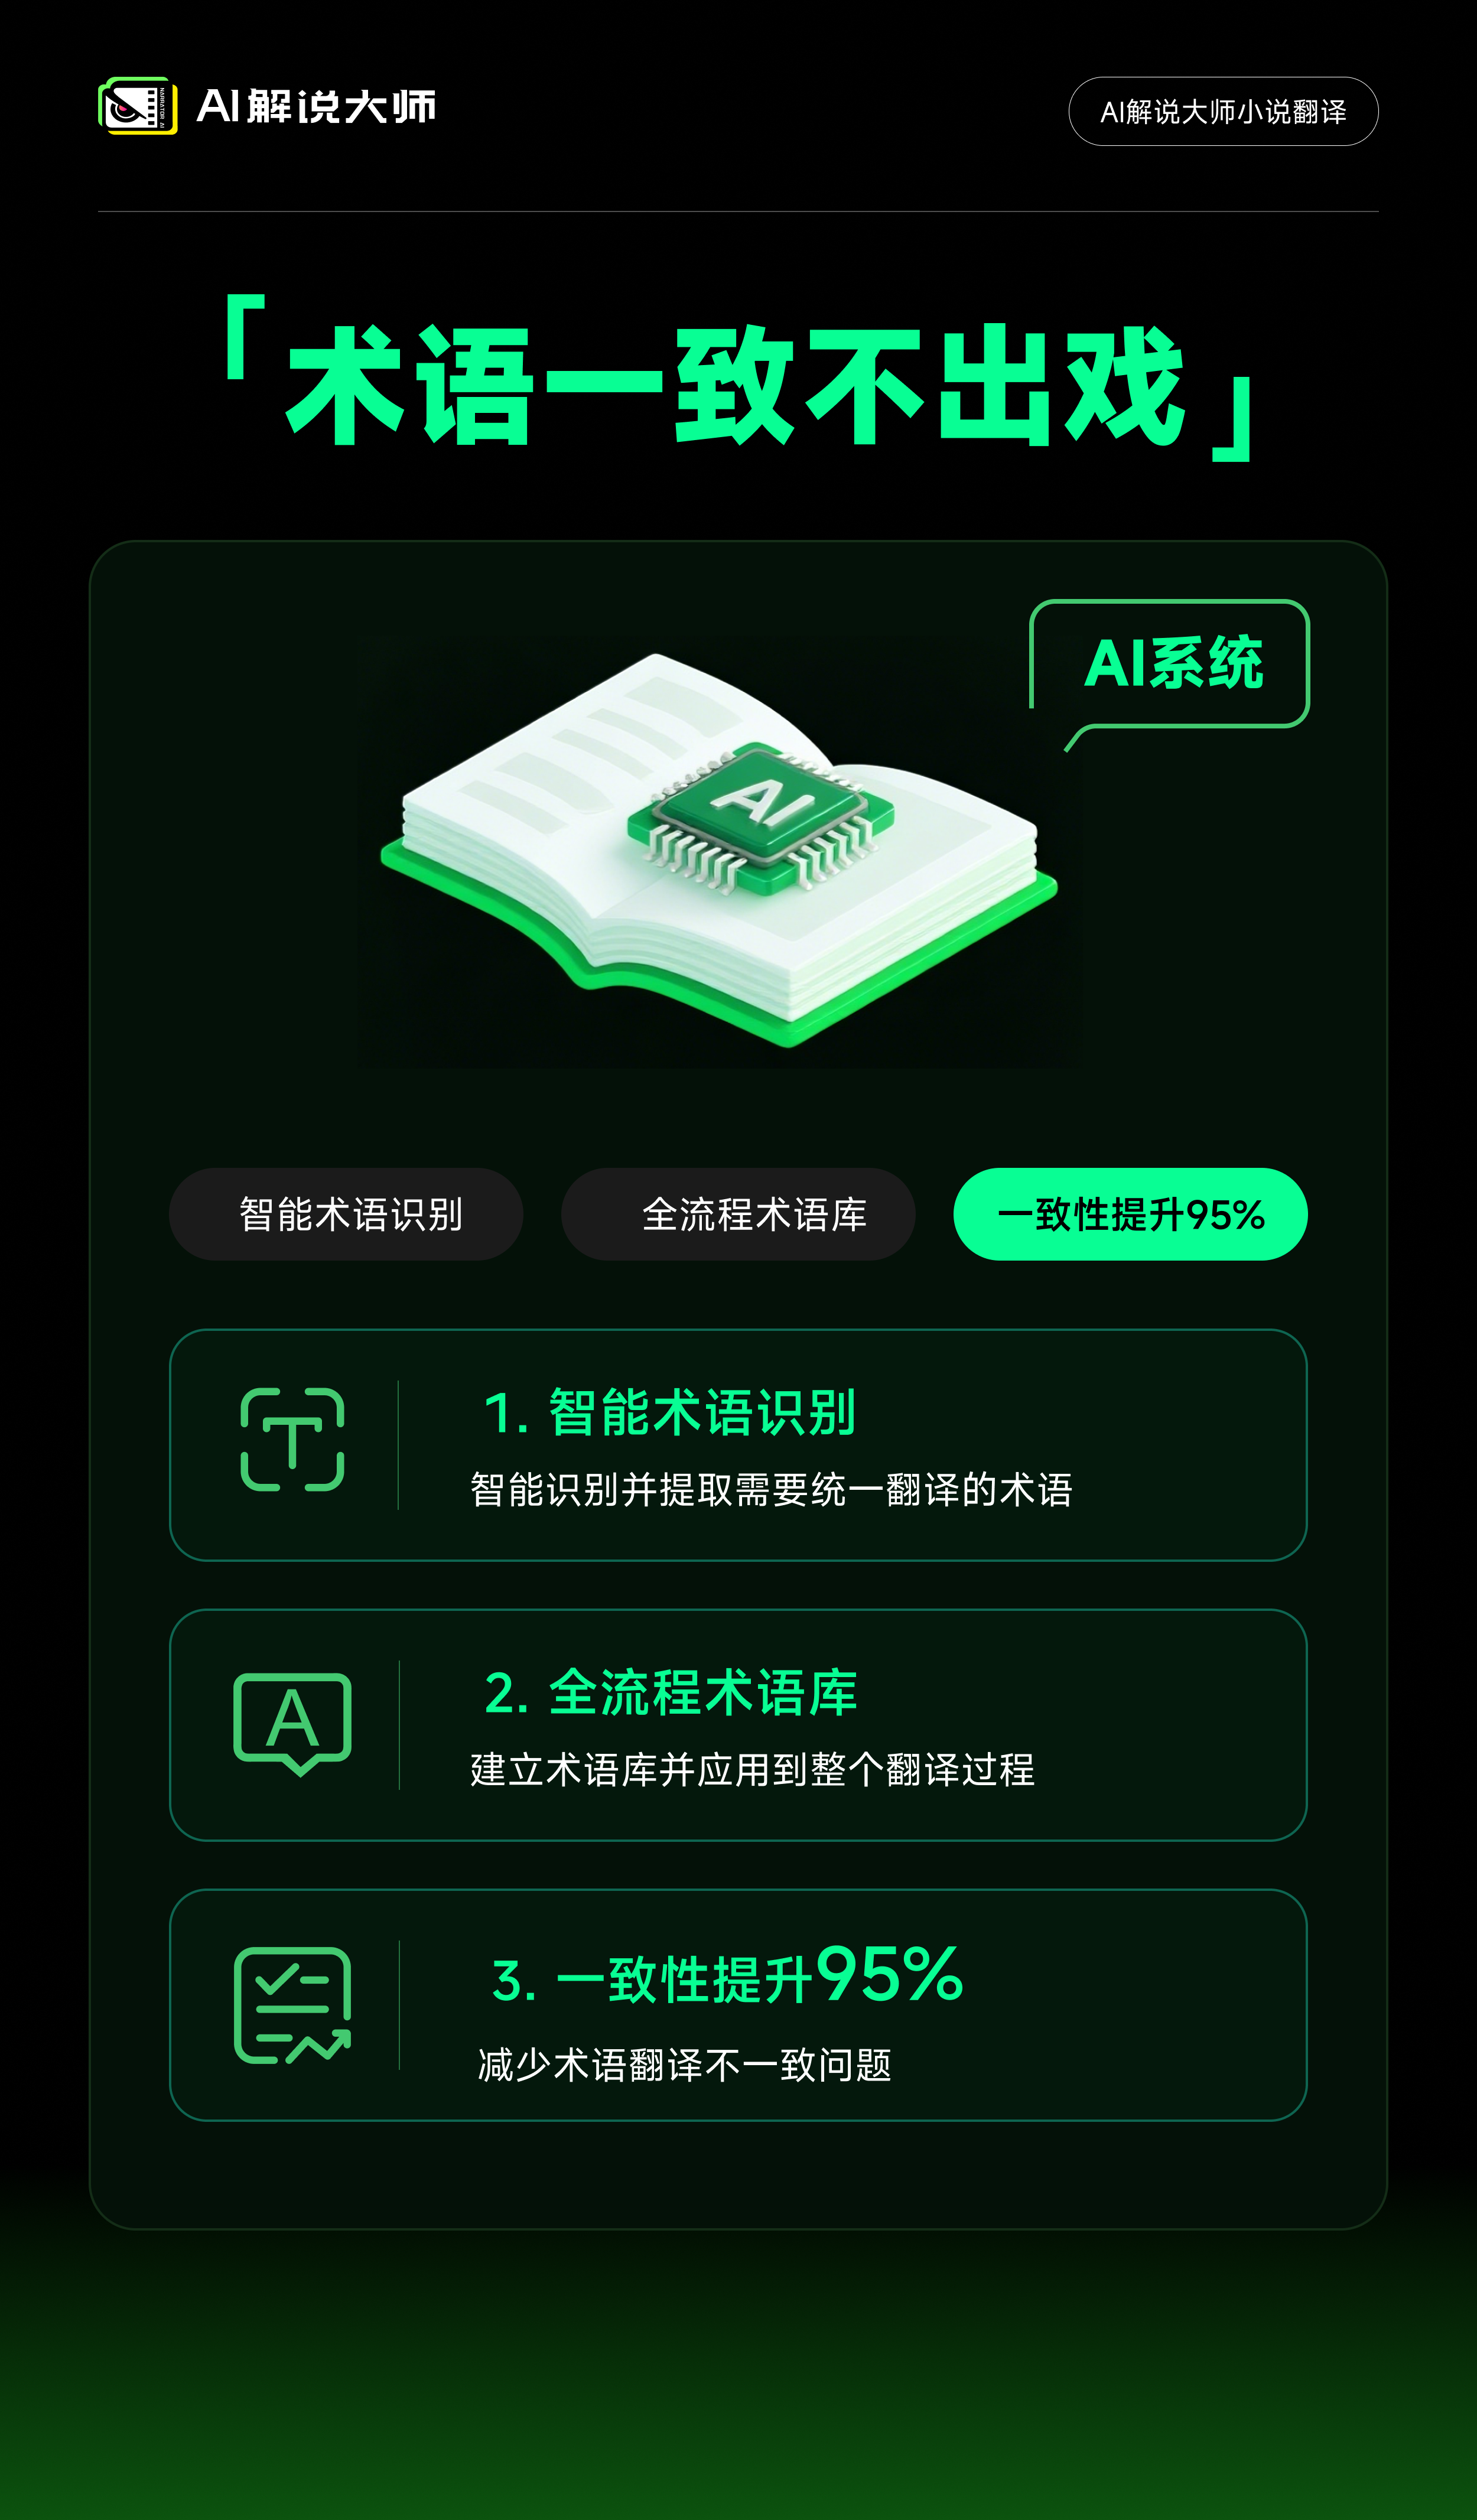 NARRATOR AI
AI解说大师
AI解说大师小说翻译
「术语一致不出戏」
AI系统
AI
智能术语识别
全流程术语库
一致性提升95%
T
1. 智能术语识别
智能识别并提取需要统一翻译的术语
A
2. 全流程术语库
建立术语库并应用到整个翻译过程
3. 一致性提升95%
减少术语翻译不一致问题